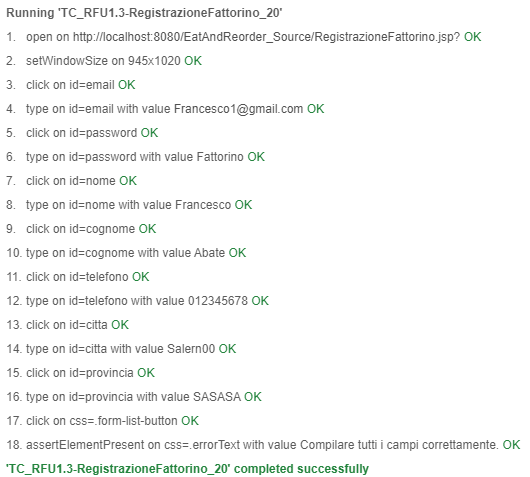 Running 'TC_RFU1.3-RegistrazioneFattorino_20'
1. open on http://localhost:8080/EatAndReorder_Source/RegistrazioneFattorino.jsp? OK
2. setWindowSize on 945x1020 OK
3. click on id=email OK
4. type on id=email with value Francesco1@gmail.com OK
5. click on id=password OK
6. type on id=password with value Fattorino OK
7. click on id=nome OK
8. type on id=nome with value Francesco OK
9. click on id=cognome OK
10. type on id=cognome with value Abate OK
11. click on id=telefono OK
12. type on id=telefono with value 012345678 OK
13. click on id=citta OK
14. type on id=citta with value Salern00 OK
15. click on id=provincia OK
16. type on id=provincia with value SASASA OK
17. click on css=.form-list-button OK
18. assertElementPresent on css=.errorText with value Compilare tutti i campi correttamente. OK
'TC_RFU1.3-RegistrazioneFattorino_20' completed successfully